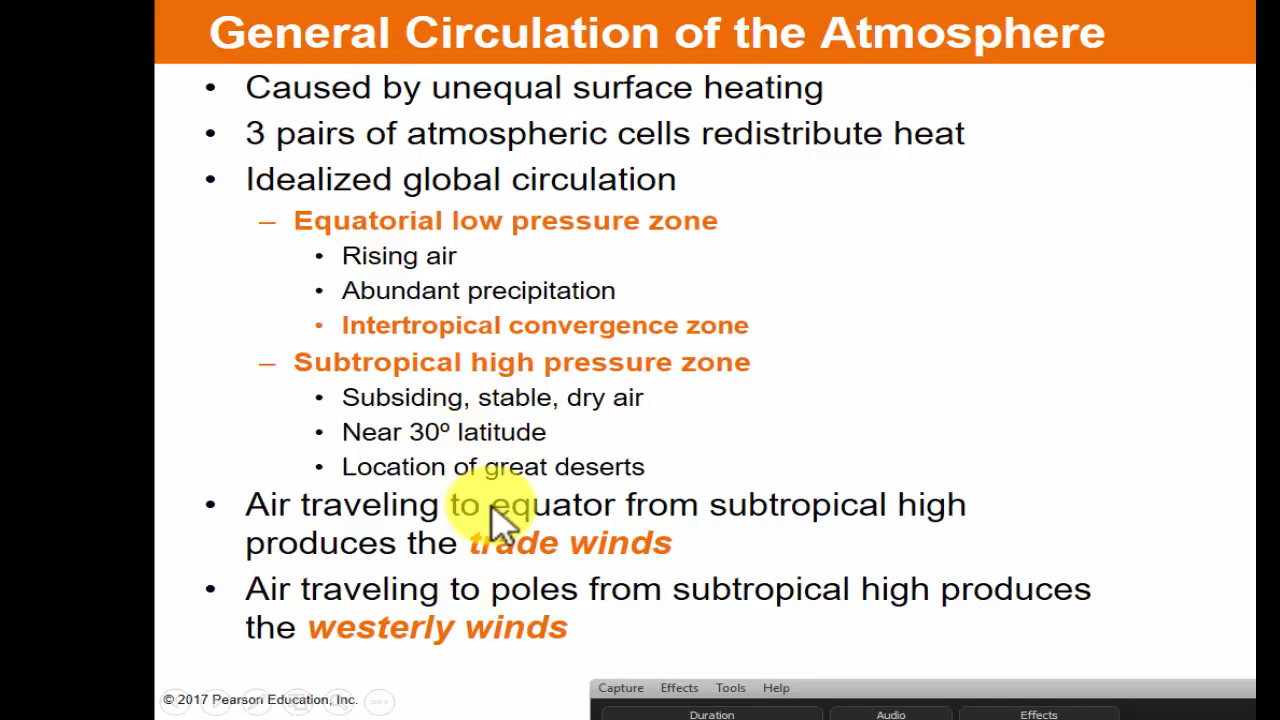 General Circulation of the Atmosphere
• Caused by unequal surface heating
• 3 pairs of atmospheric cells redistribute heat
• Idealized global circulation
– Equatorial low pressure zone
• Rising air
• Abundant precipitation
• Intertropical convergence zone
– Subtropical high pressure zone
• Subsiding, stable, dry air
• Near 30º latitude
• Location of great deserts
• Air traveling to equator from subtropical high
produces the trade winds
• Air traveling to poles from subtropical high produces
the westerly winds
© 2017 Pearson Education, Inc.
Capture Effects Tools Help
Duration Audio Effects